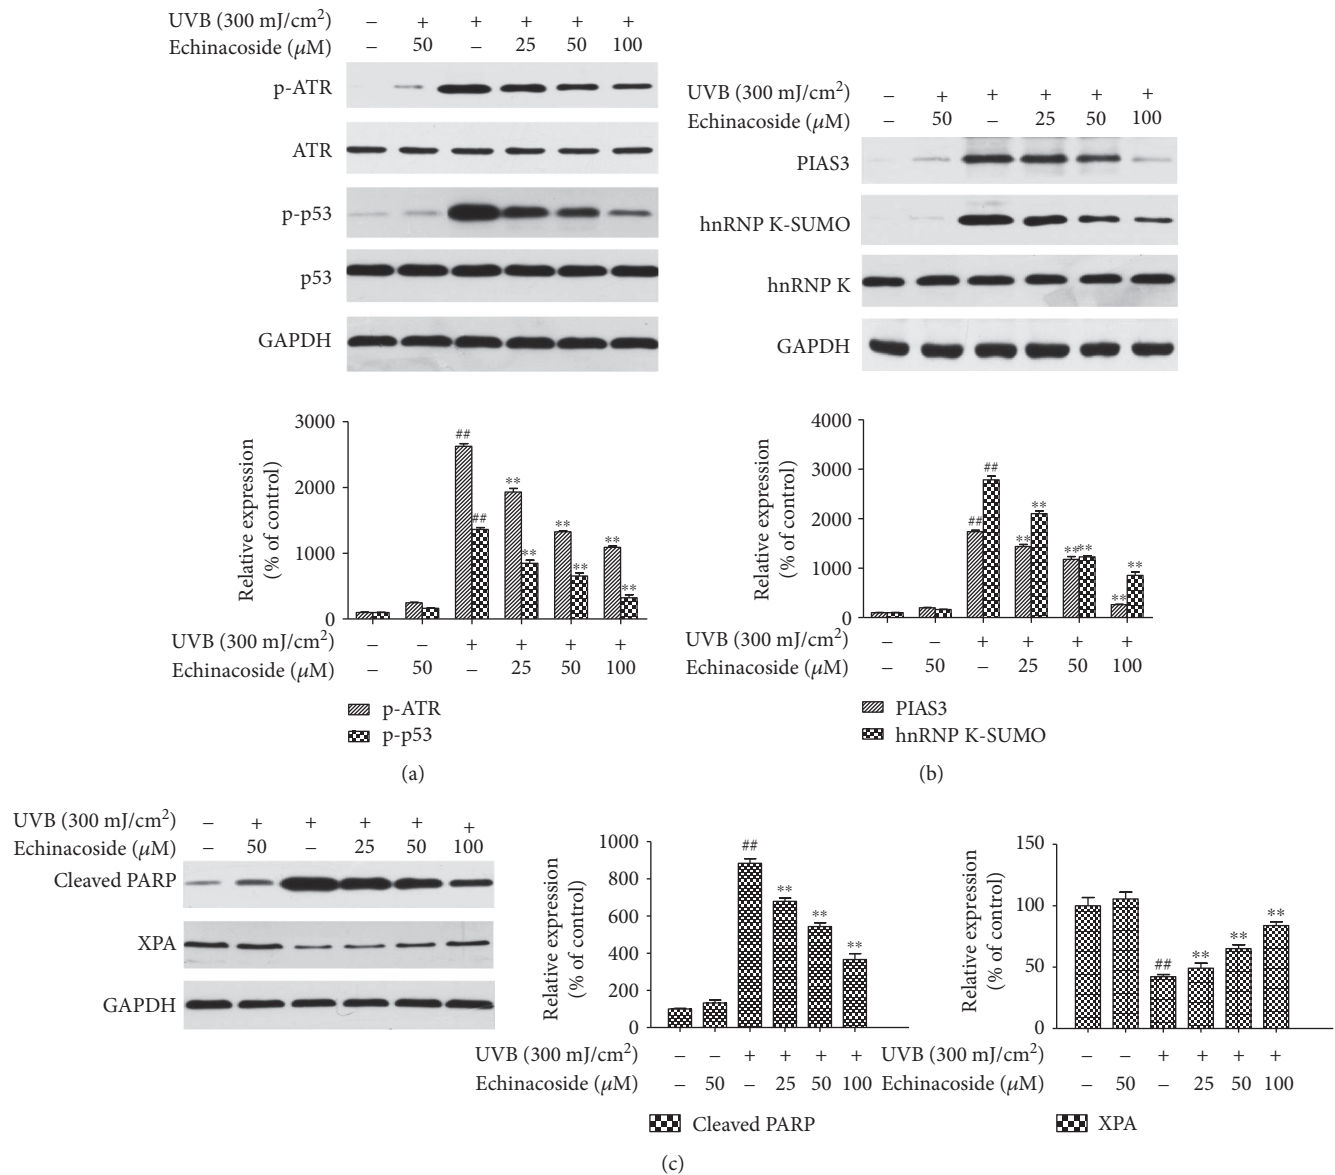 UVB (300 mJ/cm²) – + + + + +
Echinacoside (μM) – 50 – 25 50 100
p-ATR
ATR
p-p53
p53
GAPDH
3000
2000
1000
0
Relative expression
(% of control)
## ## ** ** ** ** ** **
UVB (300 mJ/cm²) – – + + + +
Echinacoside (μM) – 50 – 25 50 100
p-ATR
p-p53
(a)
UVB (300 mJ/cm²) – + + + + +
Echinacoside (μM) – 50 – 25 50 100
PIAS3
hnRNP K-SUMO
hnRNP K
GAPDH
4000
3000
2000
1000
0
Relative expression
(% of control)
## ## ** ** ** ** ** **
UVB (300 mJ/cm²) – – + + + +
Echinacoside (μM) – 50 – 25 50 100
PIAS3
hnRNP K-SUMO
(b)
UVB (300 mJ/cm²) – + + + + +
Echinacoside (μM) – 50 – 25 50 100
Cleaved PARP
XPA
GAPDH
1000
800
600
400
200
0
Relative expression
(% of control)
## ** ** **
UVB (300 mJ/cm²) – – + + + +
Echinacoside (μM) – 50 – 25 50 100
Cleaved PARP
150
100
50
0
Relative expression
(% of control)
## ** ** **
UVB (300 mJ/cm²) – – + + + +
Echinacoside (μM) – 50 – 25 50 100
XPA
(c)